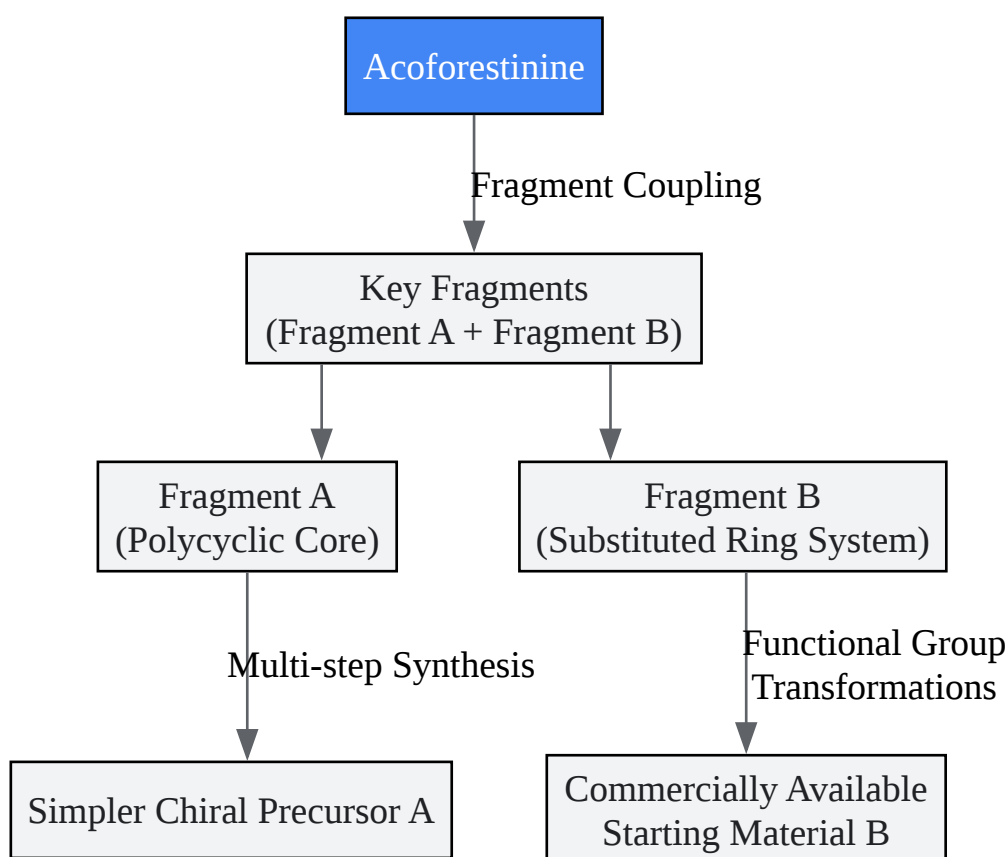 Acoforestinine
Fragment Coupling
Key Fragments
(Fragment A + Fragment B)
Fragment A
(Polycyclic Core)
Fragment B
(Substituted Ring System)
Multi-step Synthesis
Functional Group
Transformations
Simpler Chiral Precursor A
Commercially Available
Starting Material B